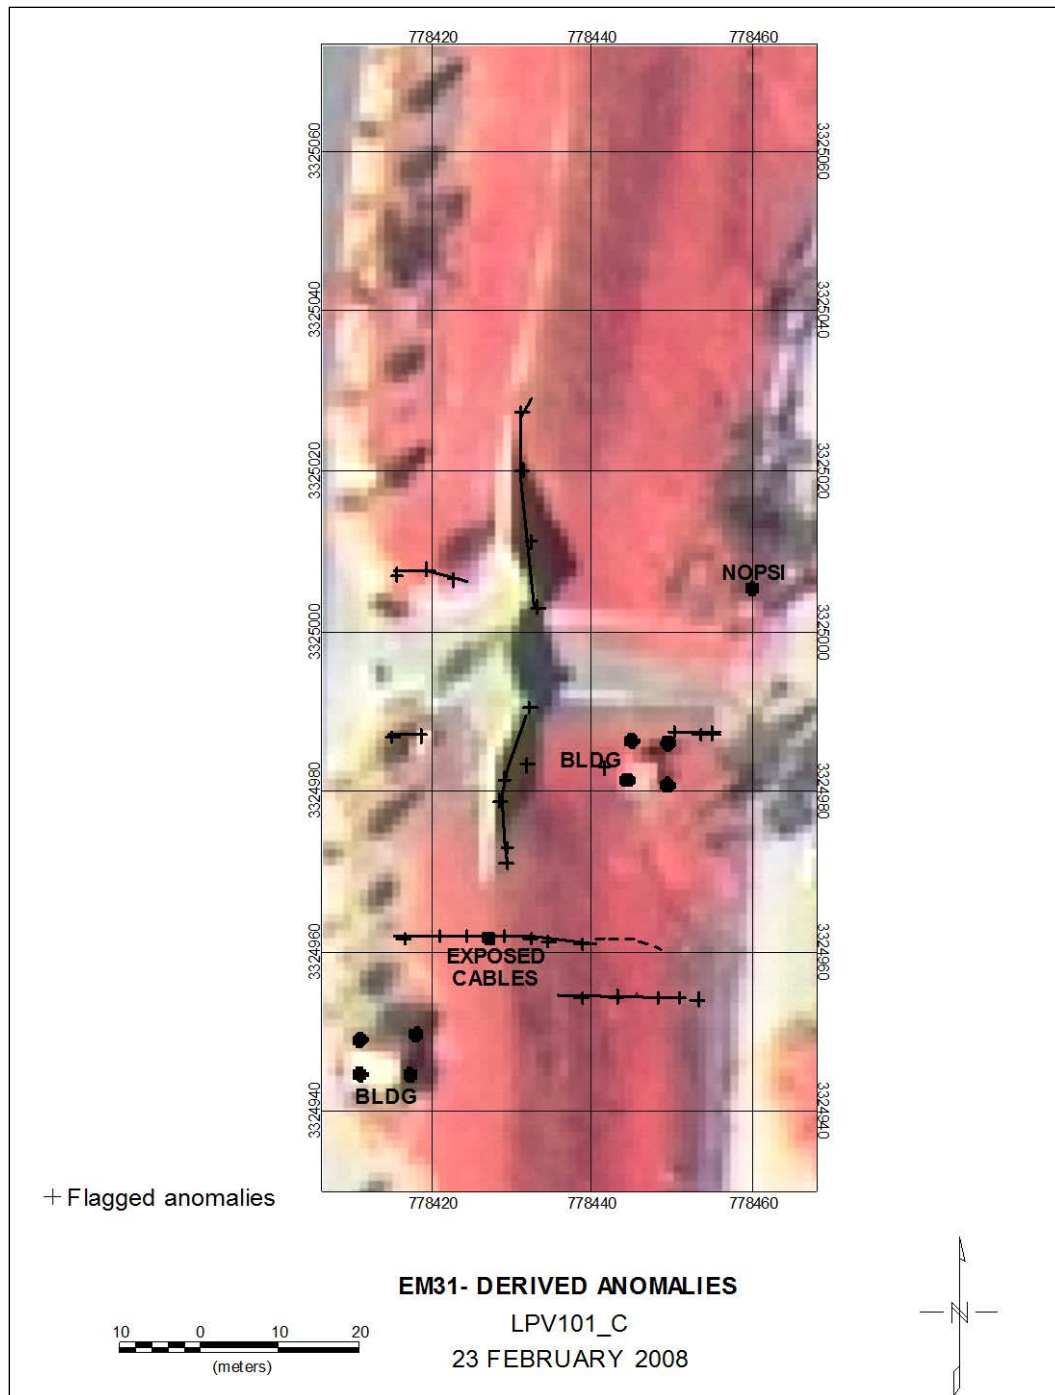 778420 778440 778460
3325060 3325060
3325040 3325040
3325020 3325020
NOPSI
3325000 3325000
BLDG
3324980 3324980
EXPOSED
CABLES
3324960 3324960
BLDG
3324940 3324940
+ Flagged anomalies
778420 778440 778460
EM31- DERIVED ANOMALIES
LPV101_C
23 FEBRUARY 2008
10 0 10 20
(meters)
N